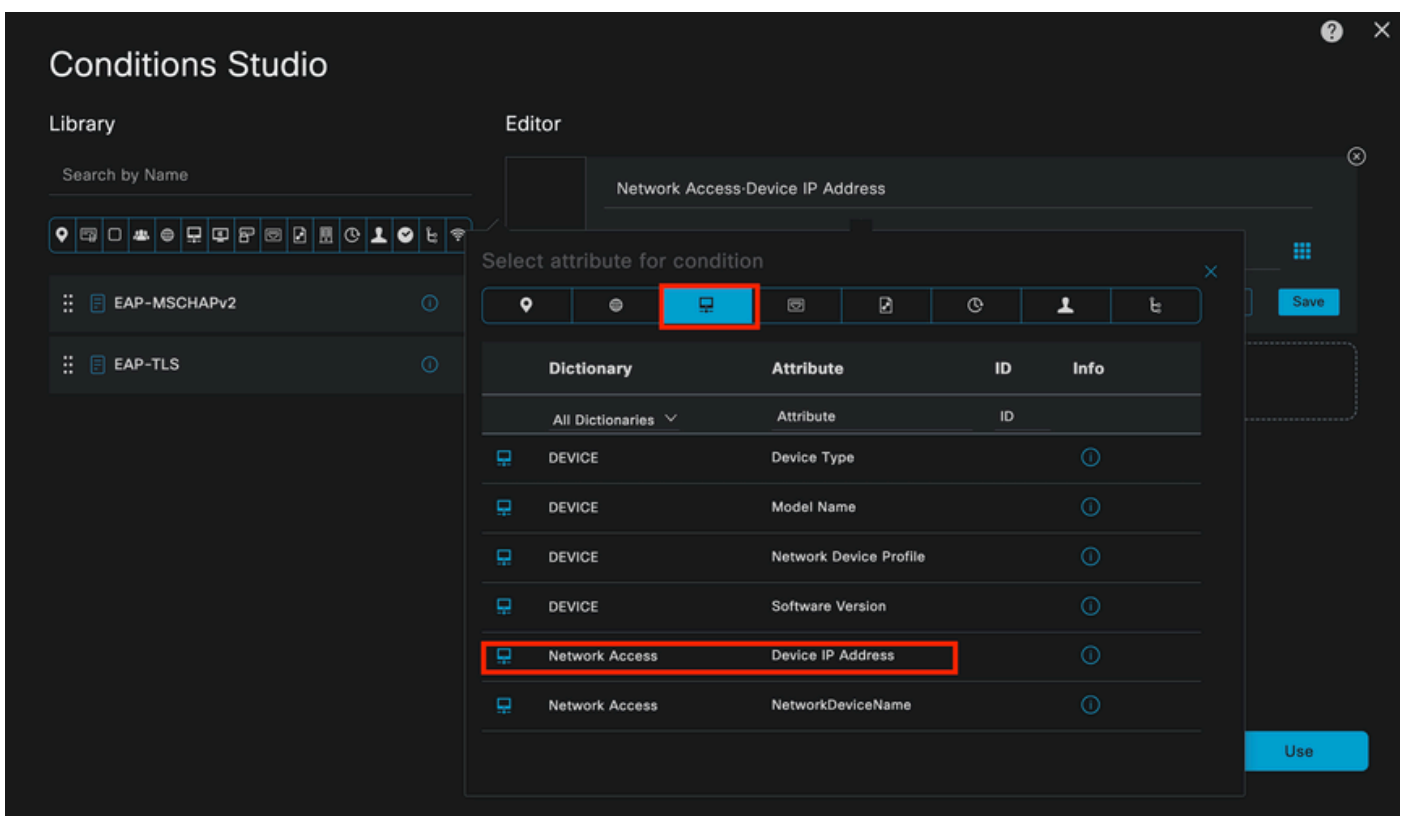 Conditions Studio
Library
Editor
Search by Name
Network Access·Device IP Address
Select attribute for condition
EAP-MSCHAPv2
Save
EAP-TLS
Dictionary Attribute ID Info
All Dictionaries Attribute ID
DEVICE Device Type
DEVICE Model Name
DEVICE Network Device Profile
DEVICE Software Version
Network Access Device IP Address
Network Access NetworkDeviceName
Use